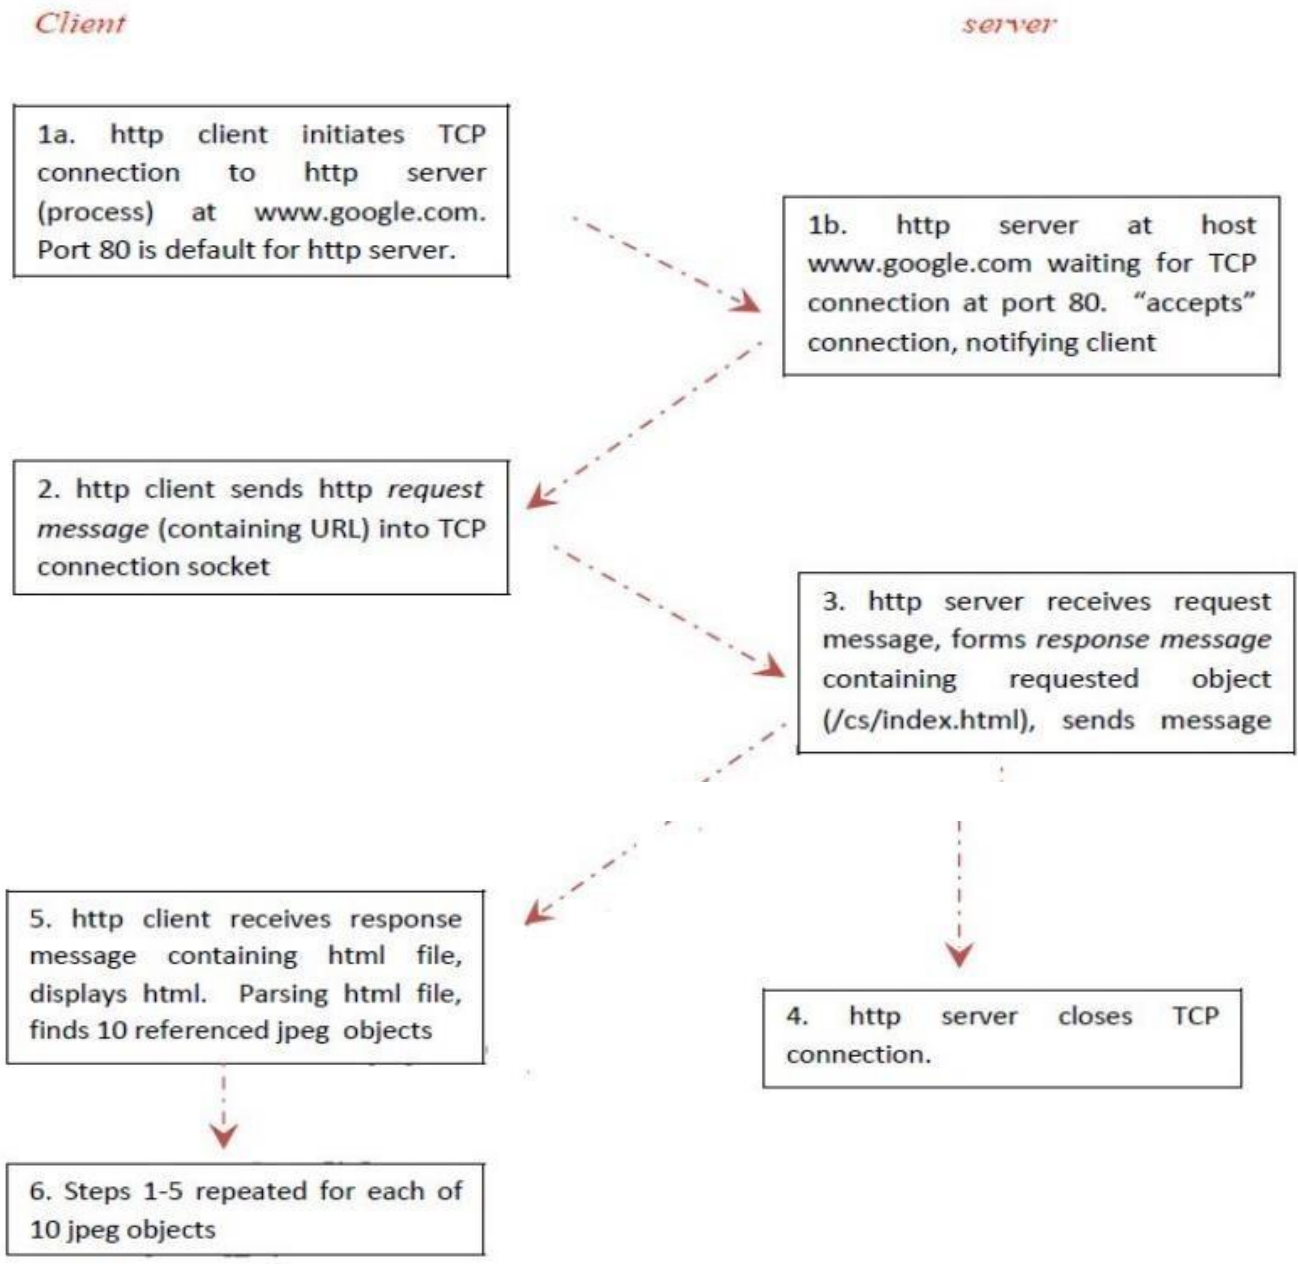 Client
server
1a. http client initiates TCP
connection to http server
(process) at www.google.com.
Port 80 is default for http server.
1b. http server at host
www.google.com waiting for TCP
connection at port 80. “accepts”
connection, notifying client
2. http client sends http request
message (containing URL) into TCP
connection socket
3. http server receives request
message, forms response message
containing requested object
(/cs/index.html), sends message
5. http client receives response
message containing html file,
displays html. Parsing html file,
finds 10 referenced jpeg objects
4. http server closes TCP
connection.
6. Steps 1-5 repeated for each of
10 jpeg objects